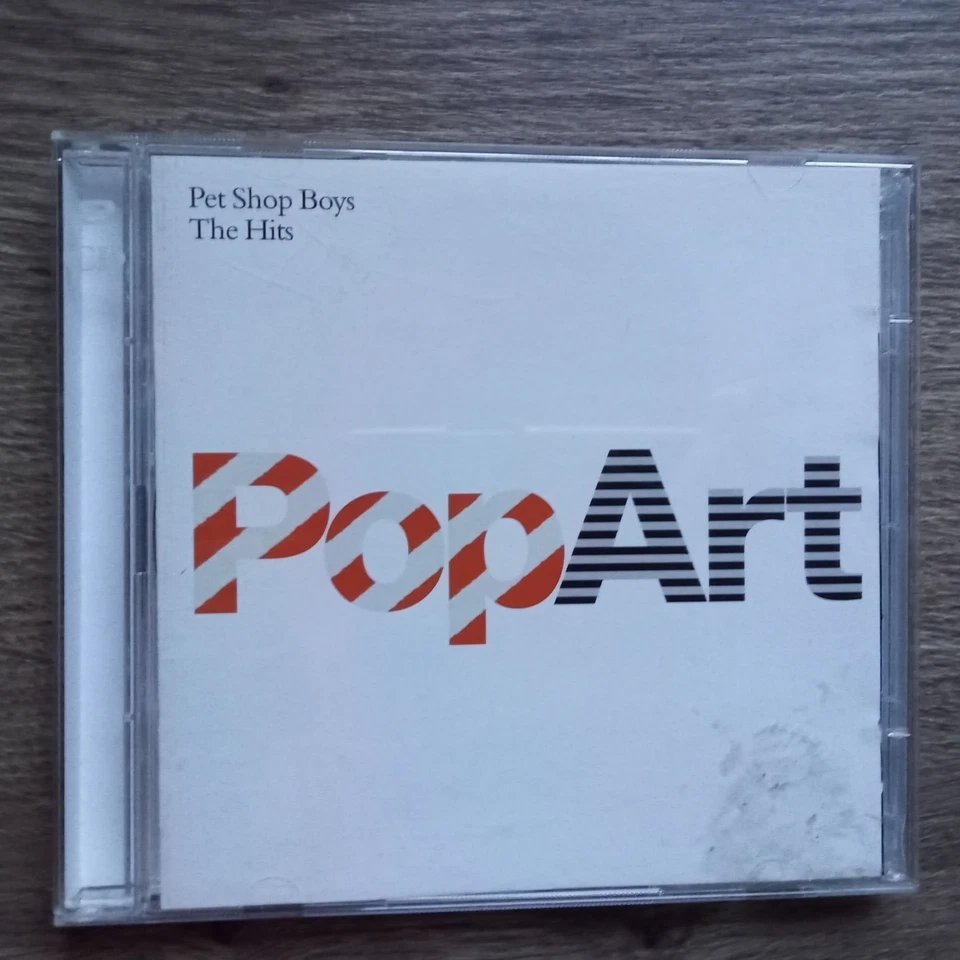 Pet Shop Boys
The Hits
PopArt